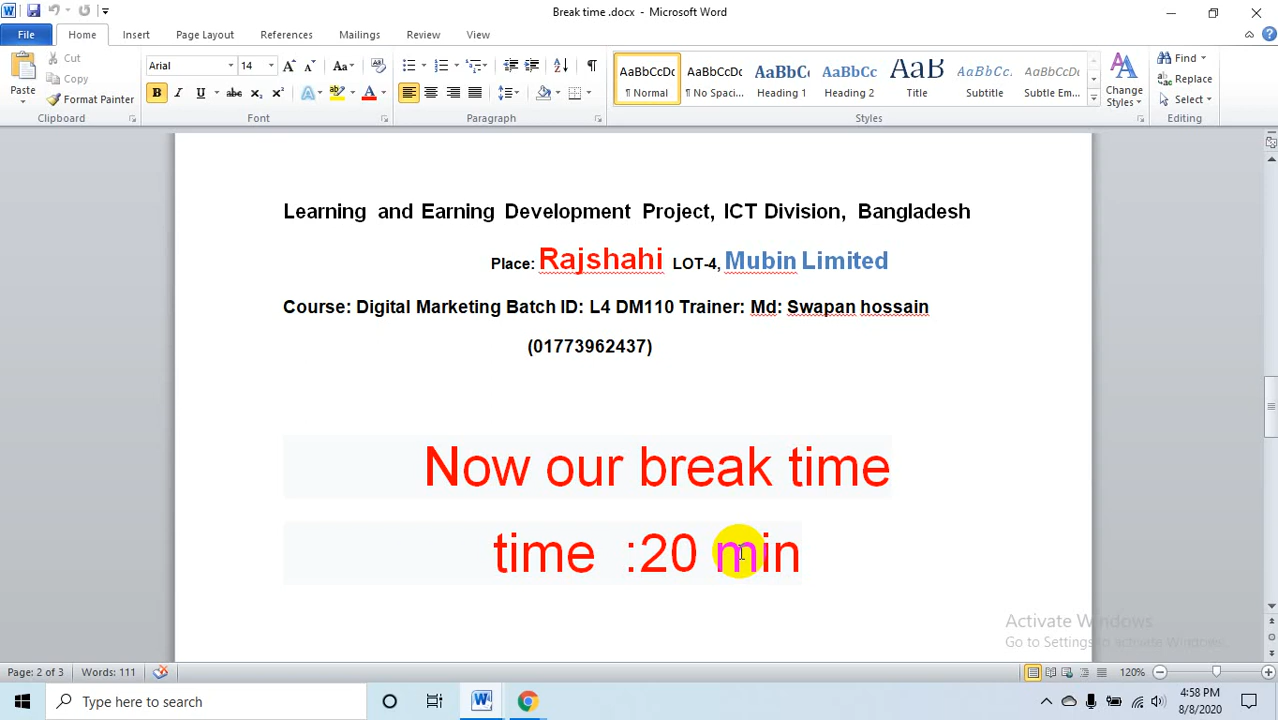 Break time .docx - Microsoft Word
File Home Insert Page Layout References Mailings Review View
Paste
Cut
Copy
Format Painter
Clipboard
Arial 14
Font
Paragraph
AaBbCcDc AaBbCcDc AaBbCc AaBbCc AaB AaBbCcDc AaBbCcDc
¶ Normal ¶ No Spaci... Heading 1 Heading 2 Title Subtitle Subtle Em...
Change Styles
Styles
Find
Replace
Select
Editing
Learning and Earning Development Project, ICT Division, Bangladesh
Place: Rajshahi LOT-4, Mubin Limited
Course: Digital Marketing Batch ID: L4 DM110 Trainer: Md: Swapan hossain
(01773962437)
Now our break time
time :20 min
Activate Windows
Go to Settings to activate Windows.
Page: 2 of 3 Words: 111 120%
Type here to search
4:58 PM
8/8/2020